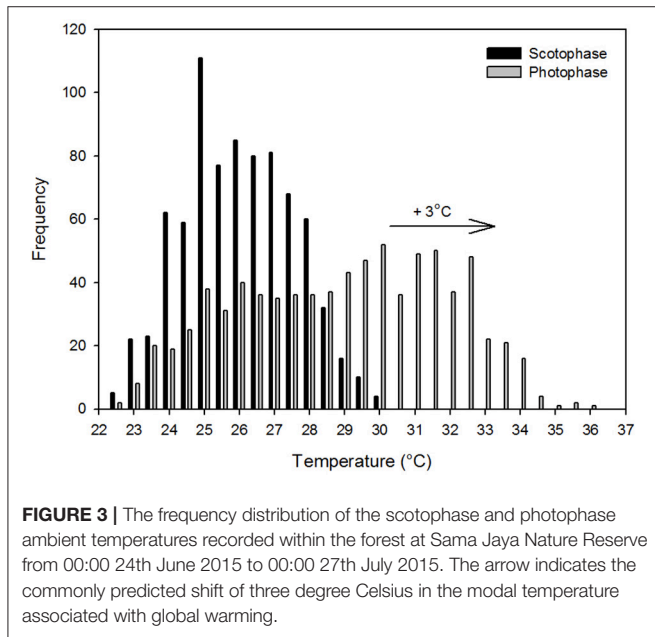 120
100
80
60
40
20
0
Frequency
Scotophase
Photophase
+ 3°C
22 23 24 25 26 27 28 29 30 31 32 33 34 35 36 37
Temperature (°C)
FIGURE 3 | The frequency distribution of the scotophase and photophase
ambient temperatures recorded within the forest at Sama Jaya Nature Reserve
from 00:00 24th June 2015 to 00:00 27th July 2015. The arrow indicates the
commonly predicted shift of three degree Celsius in the modal temperature
associated with global warming.